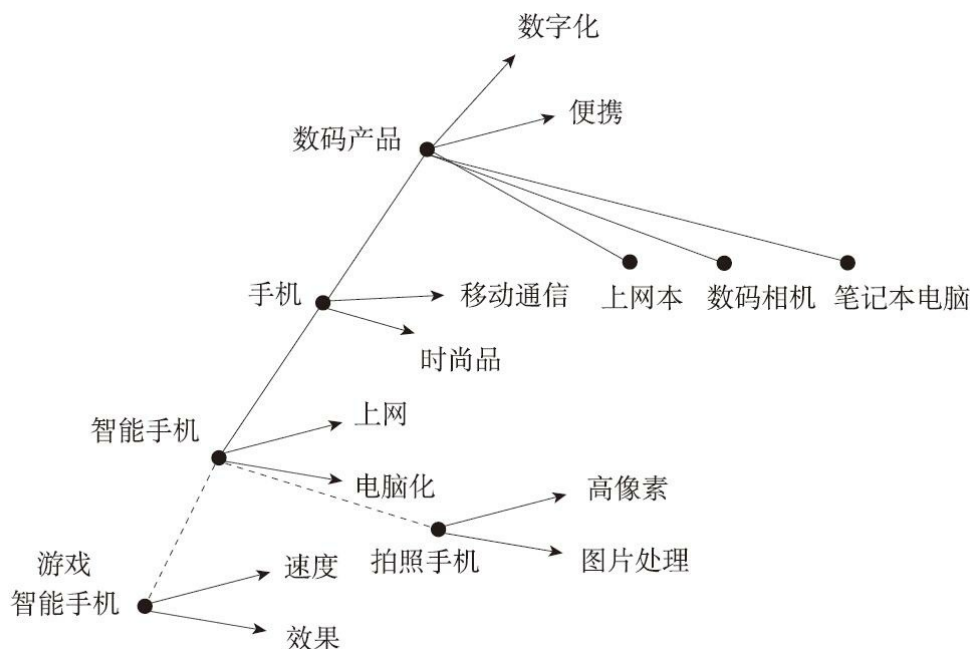 数字化
便携
数码产品
手机
移动通信
上网本
数码相机
笔记本电脑
时尚品
智能手机
上网
电脑化
高像素
拍照手机
图片处理
游戏
智能手机
速度
效果